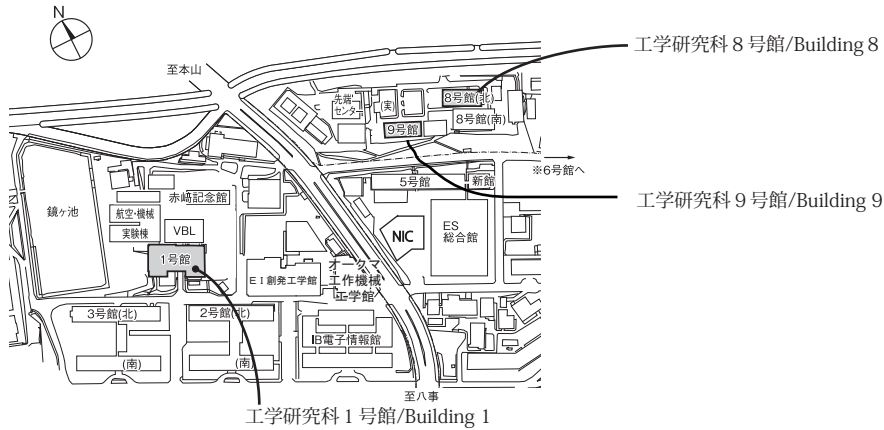 N
工学研究科8号館/Building 8
至本山
先端
センター
(実)
8号館(北)
8号館(南)
9号館
※6号館へ
5号館
新館
工学研究科9号館/Building 9
赤﨑記念館
鏡ヶ池
航空・機械
実験棟
VBL
NIC
ES
総合館
1号館
EI創発工学館
オークマ
工作機械
工学館
3号館(北)
2号館(北)
IB電子情報館
(南)
(南)
至八事
工学研究科1号館/Building 1